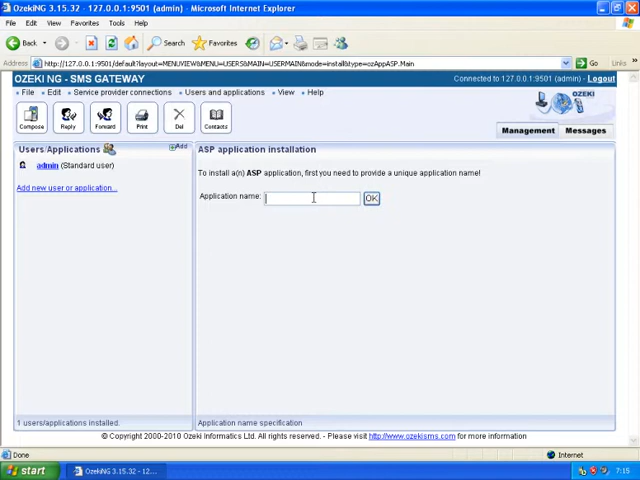 OzekiNG 3.15.32 - 127.0.0.1:9501 (admin) - Microsoft Internet Explorer
File Edit View Favorites Tools Help
Back Search Favorites
Address http://127.0.0.1:9501/default?layout=MENUVIEW&MENU=USERS&MAIN=USERMAIN&mode=install&type=ozAppASP.Main Go Links »
OZEKI NG - SMS GATEWAY Connected to 127.0.0.1:9501 (admin) - Logout
File Edit Service provider connections Users and applications View Help
Compose Reply Forward Print Del Contacts
OZEKI
Management Messages
Users/Applications Add
admin (Standard user)
Add new user or application...
1 users/applications installed.
ASP application installation
To install a(n) ASP application, first you need to provide a unique application name!
Application name: OK
Application name specification
© Copyright 2000-2010 Ozeki Informatics Ltd. All rights reserved. - Please visit http://www.ozekisms.com for more information
Done Internet
start OzekiNG 3.15.32 - 12... 7:15